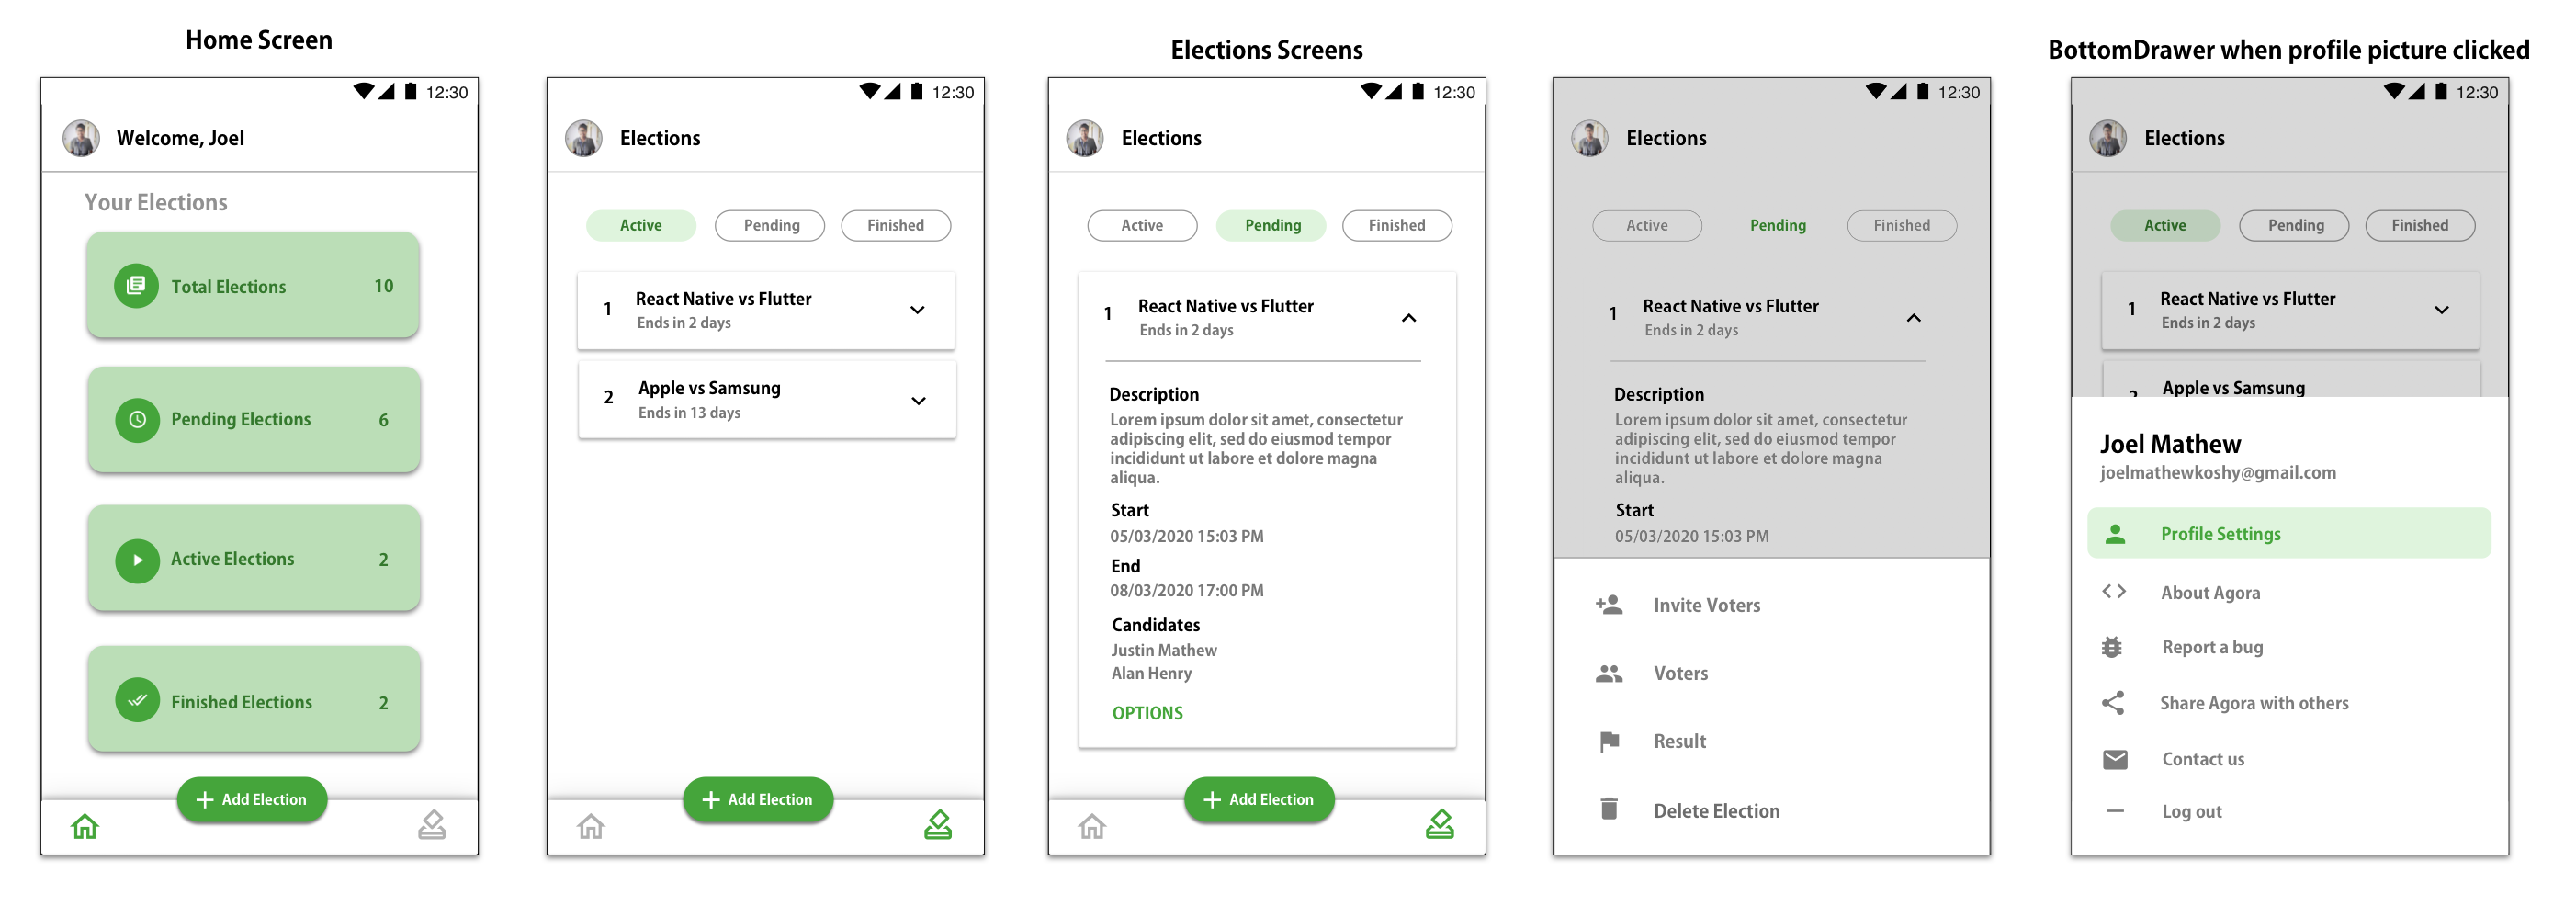 Home Screen
12:30
Welcome, Joel
Your Elections
Total Elections 10
Pending Elections 6
Active Elections 2
Finished Elections 2
Add Election
12:30
Elections
Active Pending Finished
1 React Native vs Flutter
Ends in 2 days
2 Apple vs Samsung
Ends in 13 days
Add Election
Elections Screens
12:30
Elections
Active Pending Finished
1 React Native vs Flutter
Ends in 2 days
Description
Lorem ipsum dolor sit amet, consectetur
adipiscing elit, sed do eiusmod tempor
incididunt ut labore et dolore magna
aliqua.
Start
05/03/2020 15:03 PM
End
08/03/2020 17:00 PM
Candidates
Justin Mathew
Alan Henry
OPTIONS
Add Election
12:30
Elections
Active Pending Finished
1 React Native vs Flutter
Ends in 2 days
Description
Lorem ipsum dolor sit amet, consectetur
adipiscing elit, sed do eiusmod tempor
incididunt ut labore et dolore magna
aliqua.
Start
05/03/2020 15:03 PM
Invite Voters
Voters
Result
Delete Election
BottomDrawer when profile picture clicked
12:30
Elections
Active Pending Finished
1 React Native vs Flutter
Ends in 2 days
2 Apple vs Samsung
Joel Mathew
joelmathewkoshy@gmail.com
Profile Settings
About Agora
Report a bug
Share Agora with others
Contact us
Log out